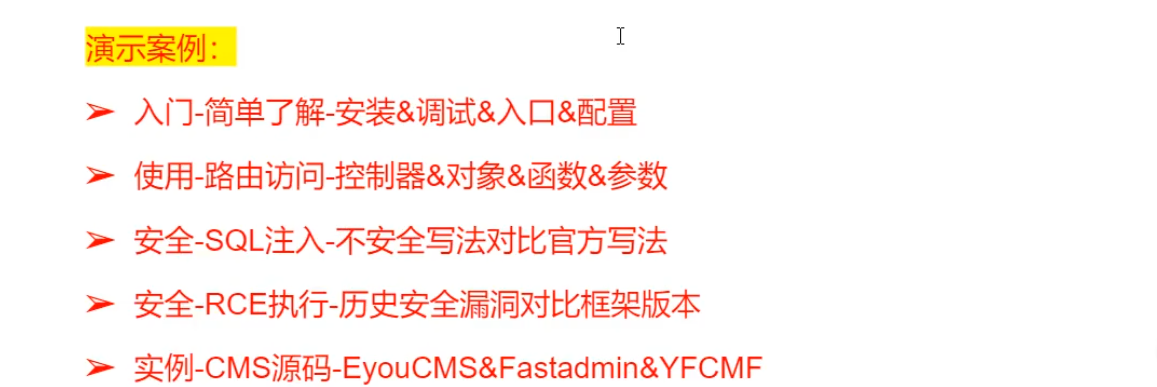 演示案例：
➢ 入门-简单了解-安装&调试&入口&配置
➢ 使用-路由访问-控制器&对象&函数&参数
➢ 安全-SQL注入-不安全写法对比官方写法
➢ 安全-RCE执行-历史安全漏洞对比框架版本
➢ 实例-CMS源码-EyouCMS&Fastadmin&YFCMF